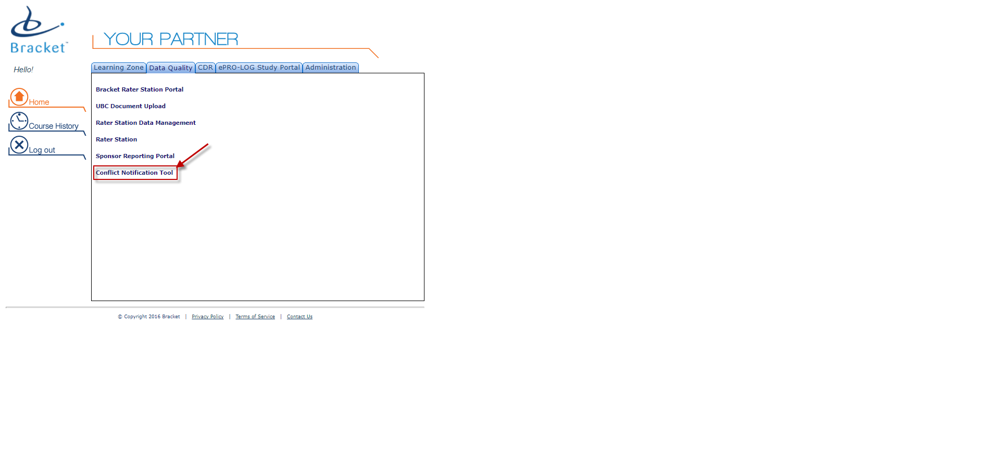 Bracket™
YOUR PARTNER
Hello!
Home
Course History
Log out
Learning Zone Data Quality CDR ePRO-LOG Study Portal Administration
Bracket Rater Station Portal
UBC Document Upload
Rater Station Data Management
Rater Station
Sponsor Reporting Portal
Conflict Notification Tool
© Copyright 2016 Bracket | Privacy Policy | Terms of Service | Contact Us